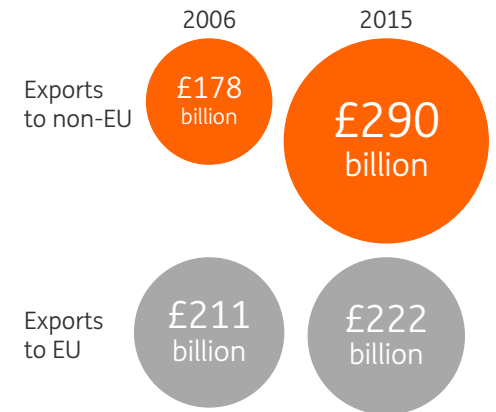 2006 2015
Exports
to non-EU
£178
billion
£290
billion
Exports
to EU
£211
billion
£222
billion